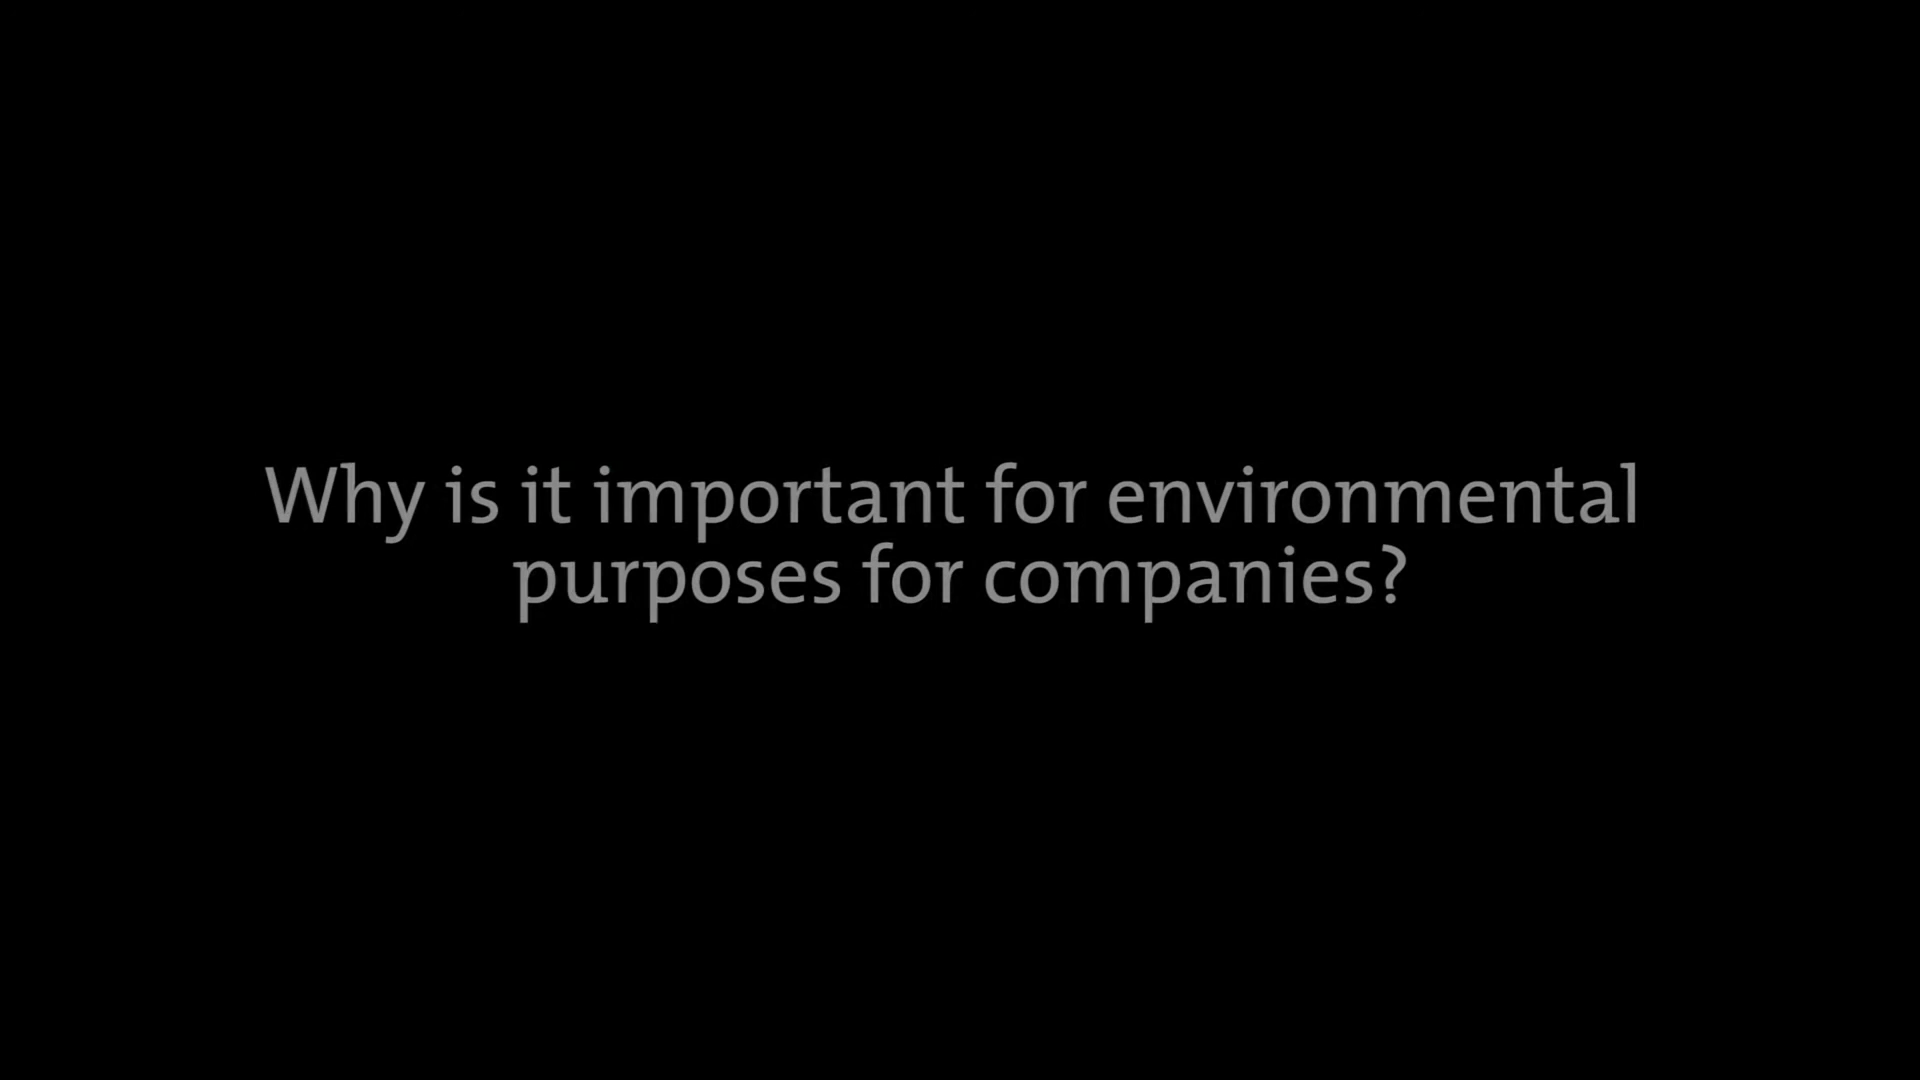 Why is it important for environmental
purposes for companies?